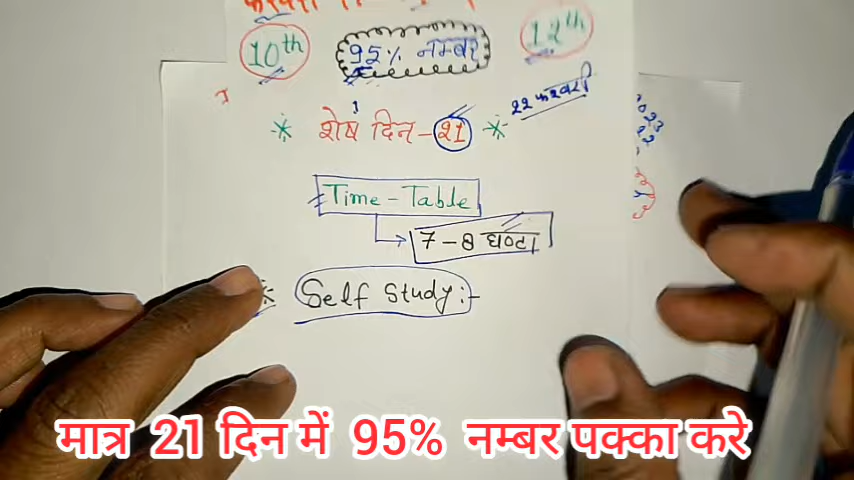 10th 95% नम्बर 12th
22 फरवरी
* शेष दिन - 21 *
Time - Table
7 - 8 घण्टा
* Self Study :-
मात्र 21 दिन में 95% नम्बर पक्का करे